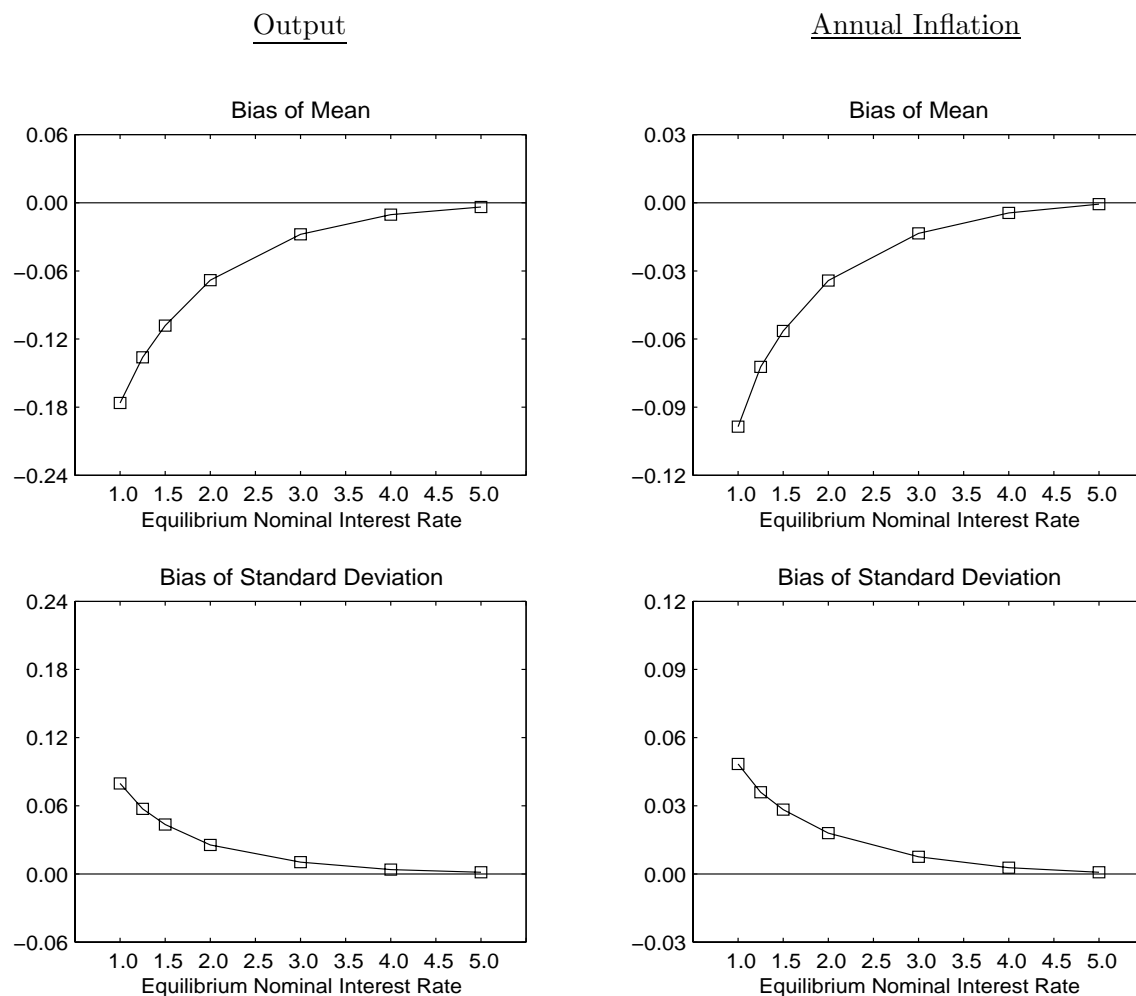 Output
Annual Inflation
Bias of Mean
0.06
0.00
−0.06
−0.12
−0.18
−0.24
1.0 1.5 2.0 2.5 3.0 3.5 4.0 4.5 5.0
Equilibrium Nominal Interest Rate
Bias of Mean
0.03
0.00
−0.03
−0.06
−0.09
−0.12
1.0 1.5 2.0 2.5 3.0 3.5 4.0 4.5 5.0
Equilibrium Nominal Interest Rate
Bias of Standard Deviation
0.24
0.18
0.12
0.06
0.00
−0.06
1.0 1.5 2.0 2.5 3.0 3.5 4.0 4.5 5.0
Equilibrium Nominal Interest Rate
Bias of Standard Deviation
0.12
0.09
0.06
0.03
0.00
−0.03
1.0 1.5 2.0 2.5 3.0 3.5 4.0 4.5 5.0
Equilibrium Nominal Interest Rate